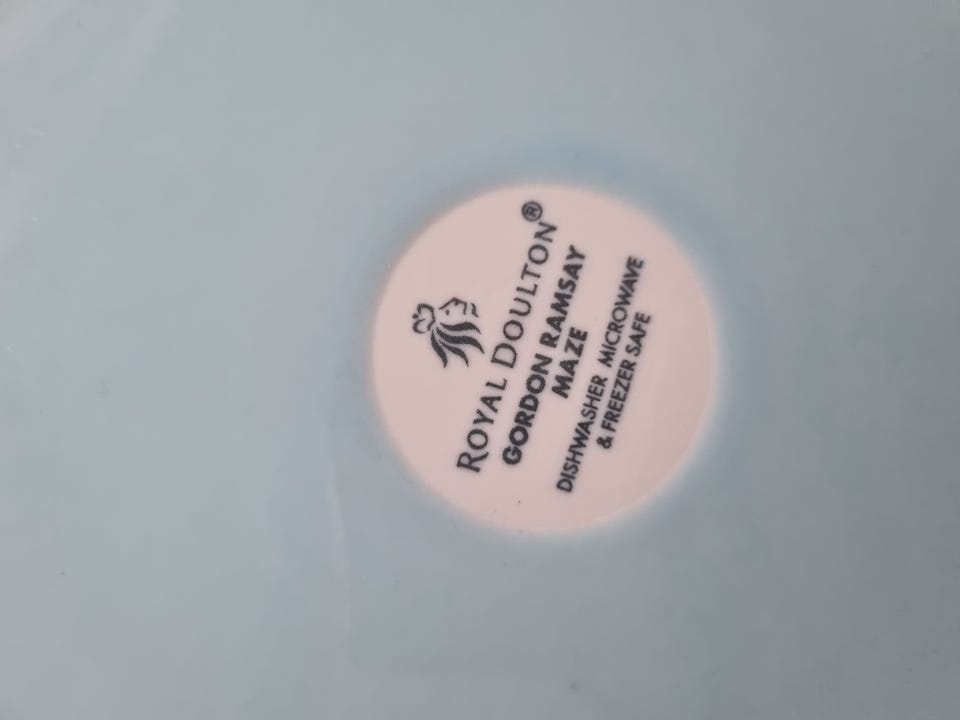 ROYAL DOULTON®
GORDON RAMSAY
MAZE
DISHWASHER MICROWAVE
& FREEZER SAFE